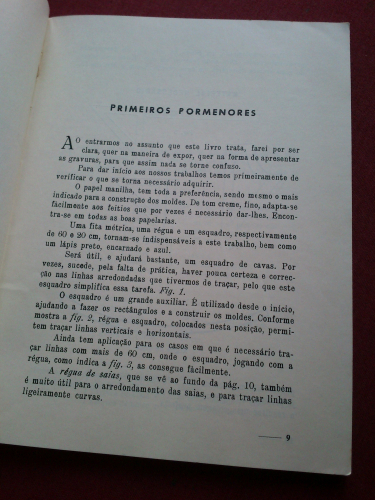 PRIMEIROS PORMENORES
AO entrarmos no assunto que este livro trata, farei por ser
clara, quer na maneira de expor, quer na forma de apresentar
as gravuras, para que assim nada se torne confuso.
Para dar início aos nossos trabalhos temos primeiramente de
verificar o que se torna necessário adquirir.
O papel manilha, tem toda a preferência, sendo mesmo o mais
indicado para a construção dos moldes. De tom creme, fino, adapta-se
fàcilmente aos feitios que por vezes é necessário dar-lhes. Encon-
tra-se em todas as boas papelarias.
Uma fita métrica, uma régua e um esquadro, respectivamente
de 60 e 20 cm, tornam-se indispensáveis a este trabalho, bem como
um lápis preto, encarnado e azul.
Será útil, e ajudará bastante, um esquadro de cavas. Por
vezes, sucede, pela falta de prática, haver pouca certeza e correc-
ção nas linhas arredondadas que tivermos de traçar, pelo que este
esquadro simplifica essa tarefa. Fig. 1.
O esquadro é um grande auxiliar. É utilizado desde o início,
ajudando a fazer os rectângulos e a construir os moldes. Conforme
mostra a fig. 2, régua e esquadro, colocados nesta posição, permi-
tem traçar linhas verticais e horizontais.
Ainda tem aplicação para os casos em que é necessário tra-
çar linhas com mais de 60 cm, onde o esquadro, jogando com a
régua, como indica a fig. 3, as consegue fàcilmente.
A régua de saias, que se vê ao fundo da pág. 10, também
é muito útil para o arredondamento das saias, e para traçar linhas
ligeiramente curvas.
9